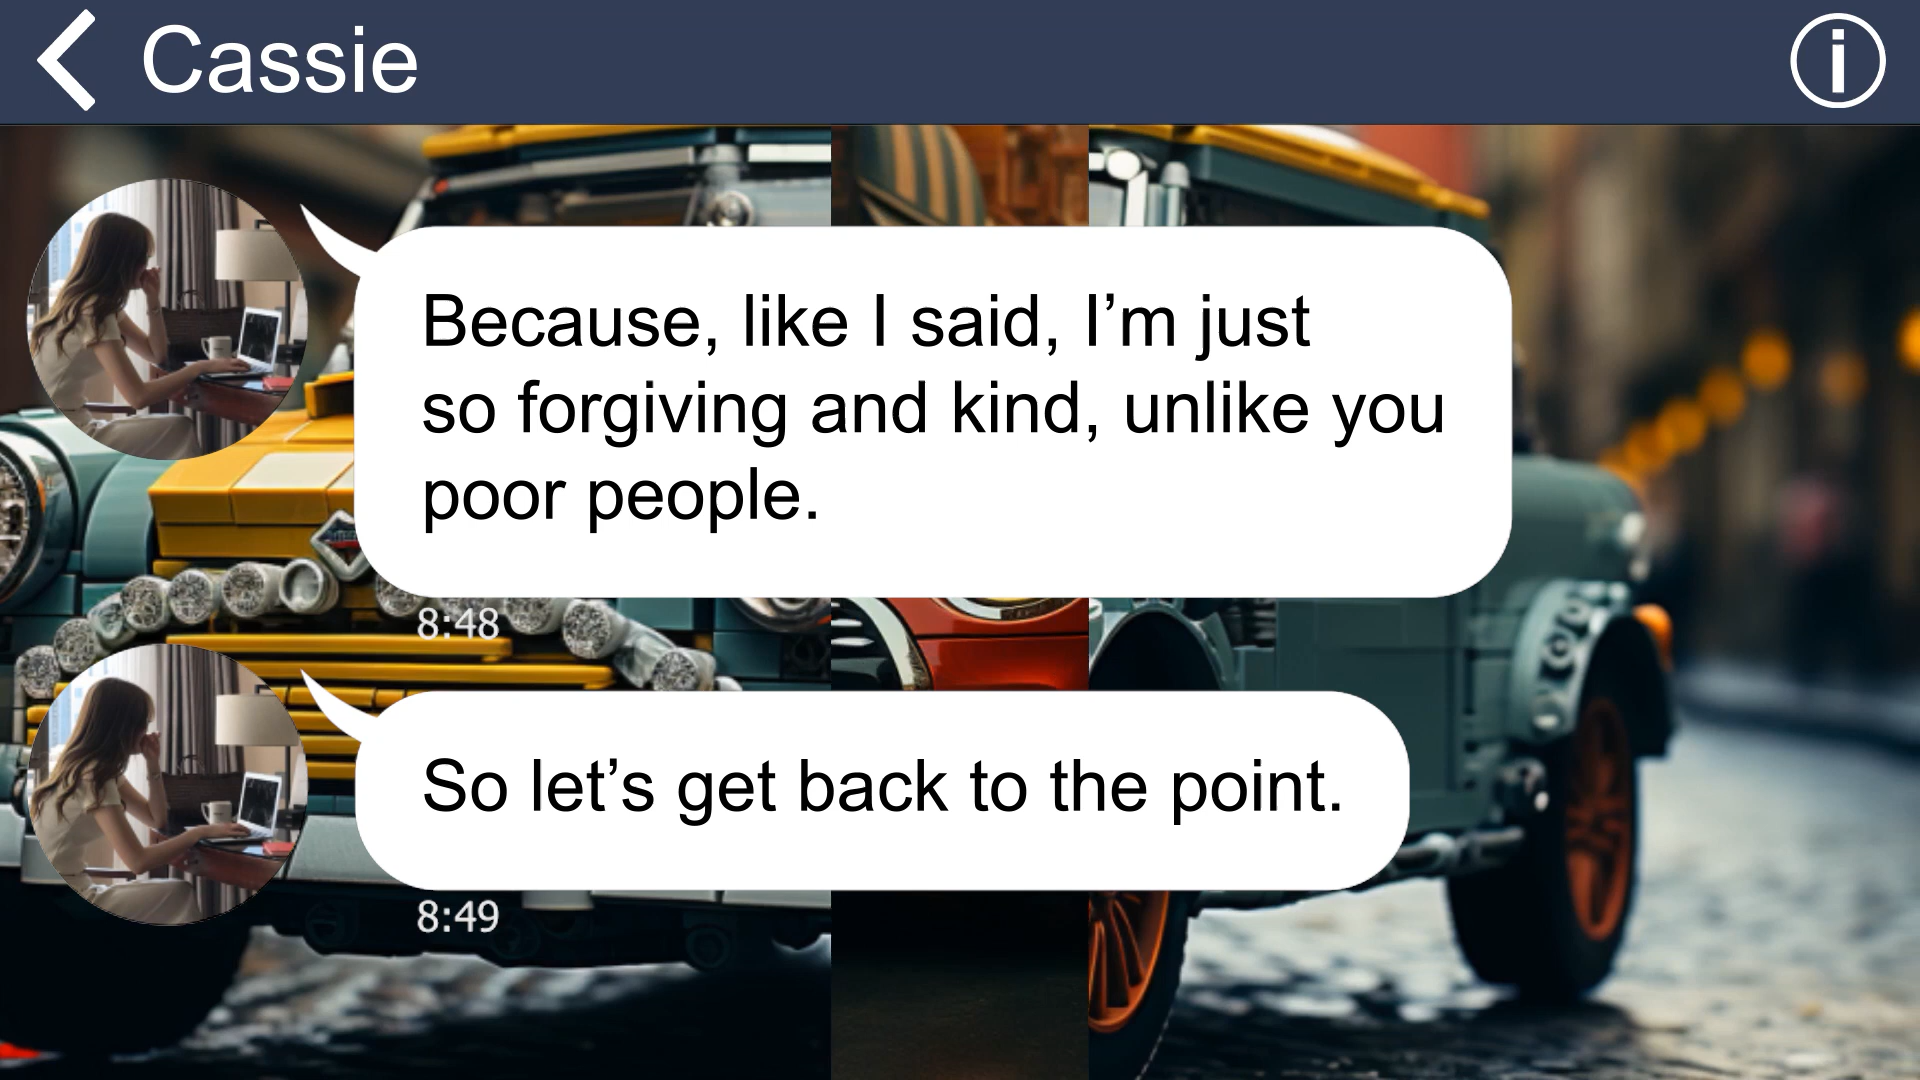 Cassie
Because, like I said, I’m just
so forgiving and kind, unlike you
poor people.
8:48
So let’s get back to the point.
8:49